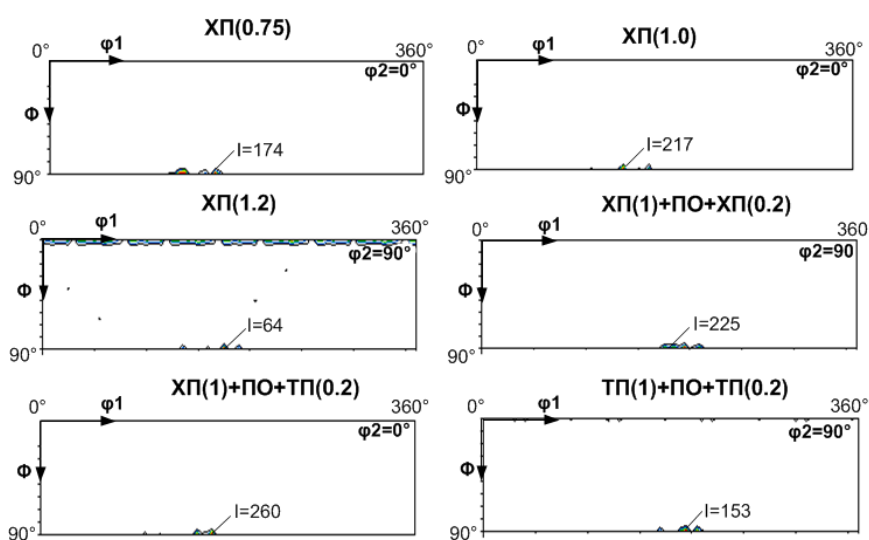 ХП(0.75)
0°
φ1
360°
φ2=0°
Φ
I=174
90°
ХП(1.0)
0°
φ1
360°
φ2=0°
Φ
I=217
90°
ХП(1.2)
0°
φ1
360°
φ2=90°
Φ
I=64
90°
ХП(1)+ПО+ХП(0.2)
0°
φ1
360
φ2=90
Φ
I=225
90°
ХП(1)+ПО+ТП(0.2)
0°
φ1
360°
φ2=0°
Φ
I=260
90°
ТП(1)+ПО+ТП(0.2)
0°
φ1
360°
φ2=90°
Φ
I=153
90°